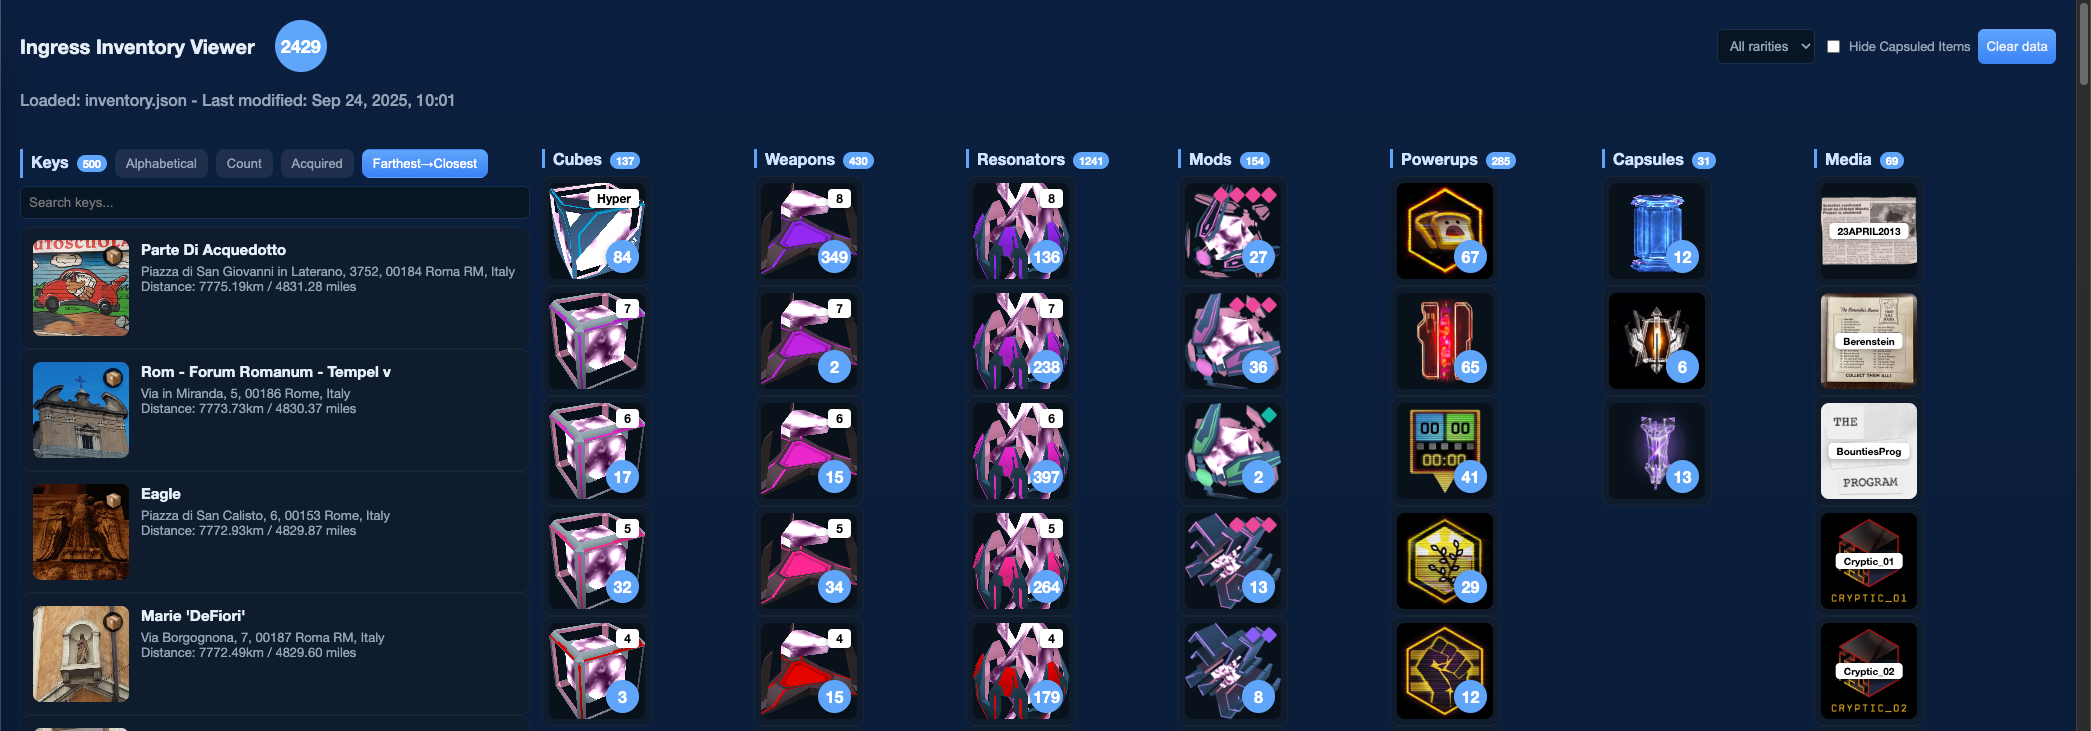 Ingress Inventory Viewer 2429
All rarities Hide Capsuled Items Clear data
Loaded: inventory.json - Last modified: Sep 24, 2025, 10:01
Keys 500 Alphabetical Count Acquired Farthest→Closest
Search keys...
Parte Di Acquedotto
Piazza di San Giovanni in Laterano, 3752, 00184 Roma RM, Italy
Distance: 7775.19km / 4831.28 miles
Rom - Forum Romanum - Tempel v
Via in Miranda, 5, 00186 Rome, Italy
Distance: 7773.73km / 4830.37 miles
Eagle
Piazza di San Calisto, 6, 00153 Rome, Italy
Distance: 7772.93km / 4829.87 miles
Marie 'DeFiori'
Via Borgognona, 7, 00187 Roma RM, Italy
Distance: 7772.49km / 4829.60 miles
Cubes 137
Hyper
84
7
6
17
5
32
4
3
Weapons 430
8
349
7
2
6
15
5
34
4
15
Resonators 1241
8
136
7
238
6
397
5
264
4
179
Mods 154
27
36
2
13
8
Powerups 285
67
65
00 00
00:00
41
29
12
Capsules 31
12
6
13
Media 69
23APRIL2013
Berenstein
COLLECT THEM ALL!
THE
BountiesProg
PROGRAM
Cryptic_01
CRYPTIC_01
Cryptic_02
CRYPTIC_02